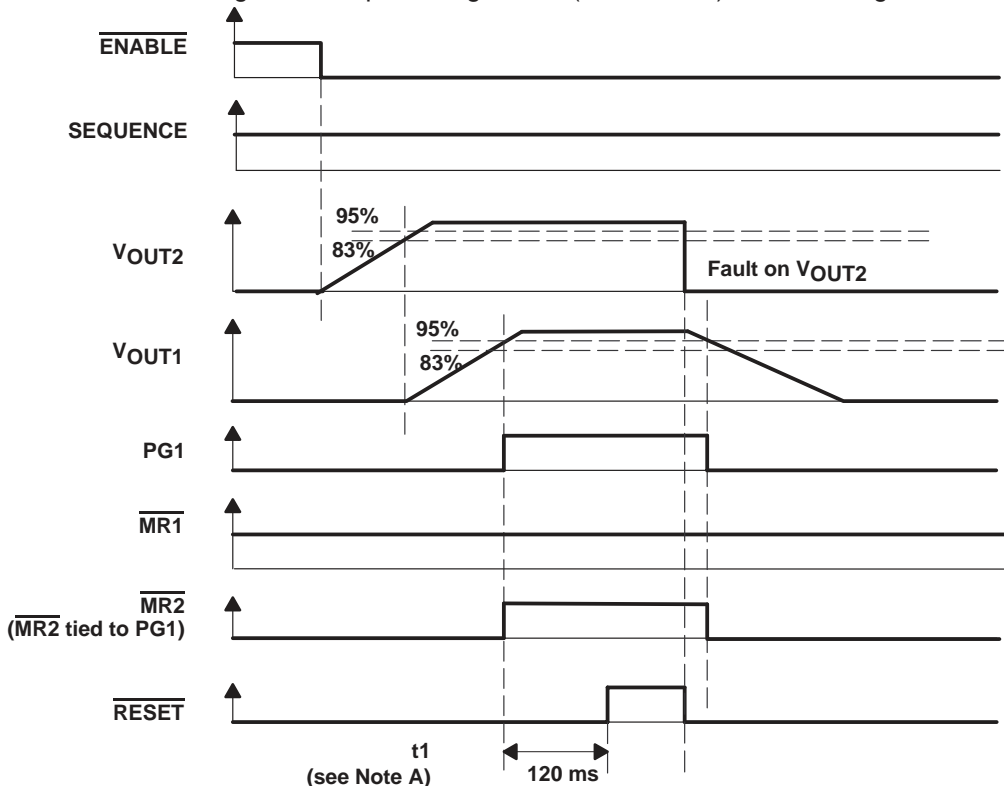 ENABLE
SEQUENCE
VOUT2
95%
83%
Fault on VOUT2
VOUT1
95%
83%
PG1
MR1
MR2
(MR2 tied to PG1)
RESET
t1
(see Note A)
120 ms